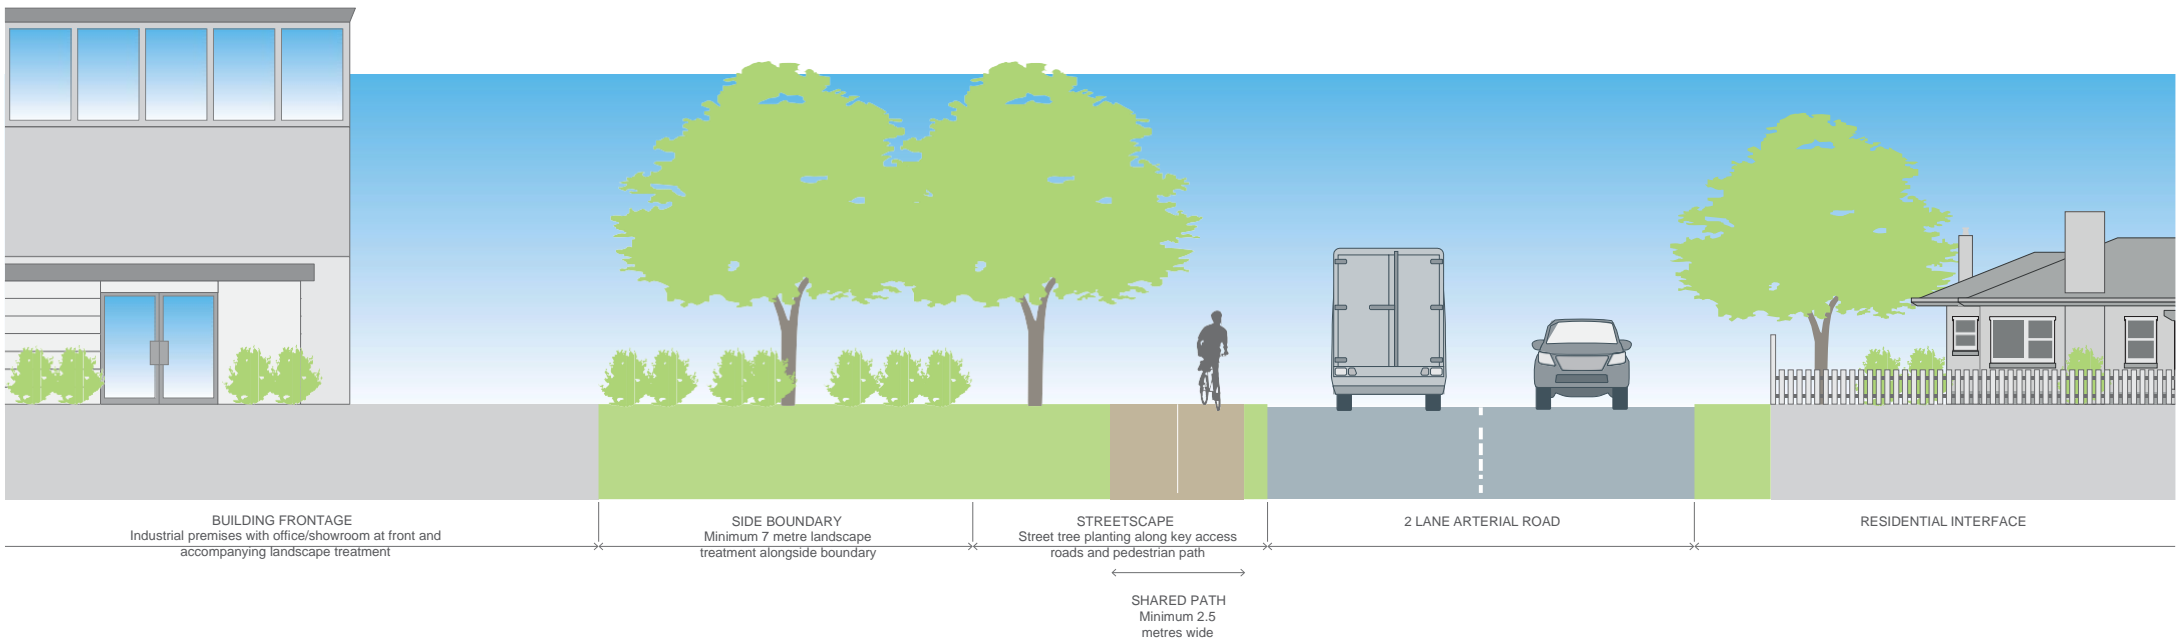 BUILDING FRONTAGE
Industrial premises with office/showroom at front and
accompanying landscape treatment
SIDE BOUNDARY
Minimum 7 metre landscape
treatment alongside boundary
STREETSCAPE
Street tree planting along key access
roads and pedestrian path
SHARED PATH
Minimum 2.5
metres wide
2 LANE ARTERIAL ROAD
RESIDENTIAL INTERFACE